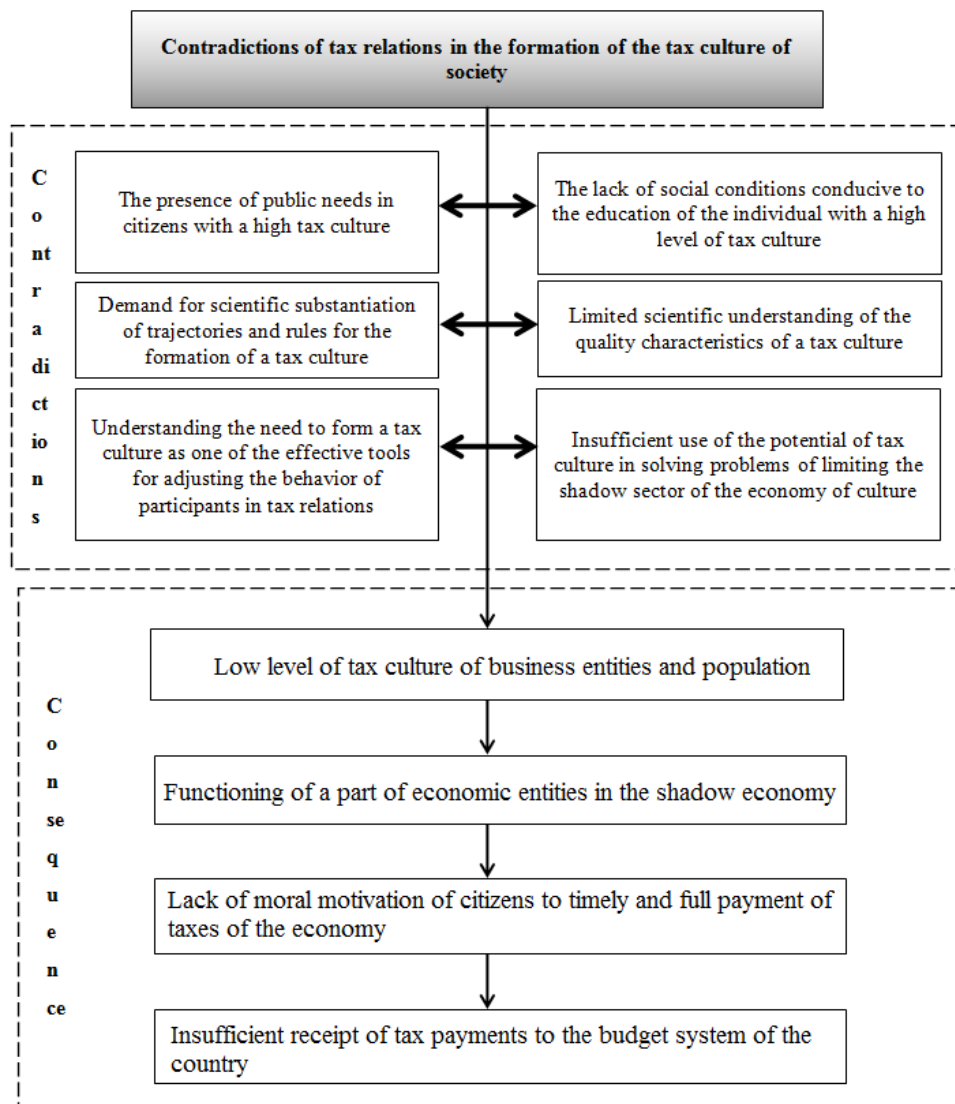 Contradictions of tax relations in the formation of the tax culture of
society
C
o
nt
r
a
di
ct
io
n
s
The presence of public needs in
citizens with a high tax culture
The lack of social conditions conducive to
the education of the individual with a high
level of tax culture
Demand for scientific substantiation
of trajectories and rules for the
formation of a tax culture
Limited scientific understanding of the
quality characteristics of a tax culture
Understanding the need to form a tax
culture as one of the effective tools
for adjusting the behavior of
participants in tax relations
Insufficient use of the potential of tax
culture in solving problems of limiting the
shadow sector of the economy of culture
C
o
n
se
q
u
e
n
ce
Low level of tax culture of business entities and population
Functioning of a part of economic entities in the shadow economy
Lack of moral motivation of citizens to timely and full payment of
taxes of the economy
Insufficient receipt of tax payments to the budget system of the
country